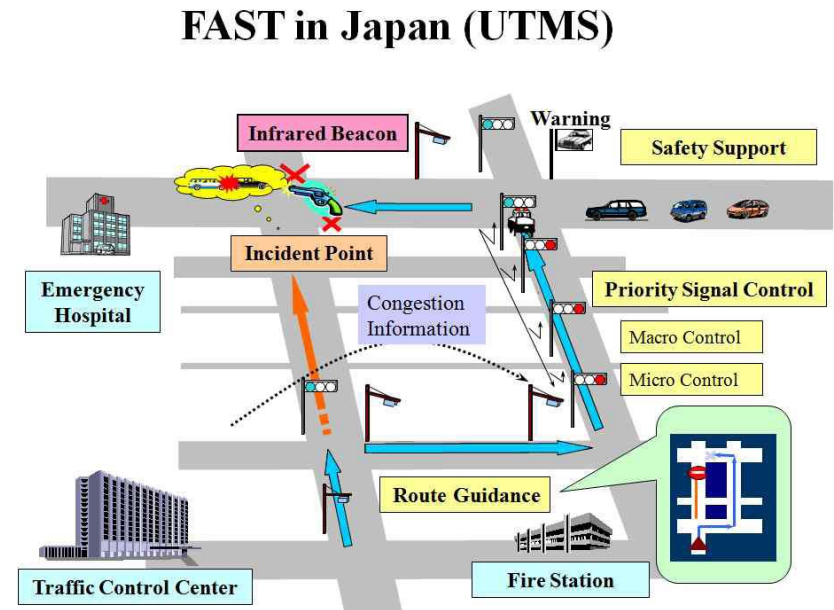 FAST in Japan (UTMS)
Infrared Beacon
Warning
Safety Support
Incident Point
Emergency
Hospital
Congestion
Information
Priority Signal Control
Macro Control
Micro Control
Route Guidance
Traffic Control Center
Fire Station